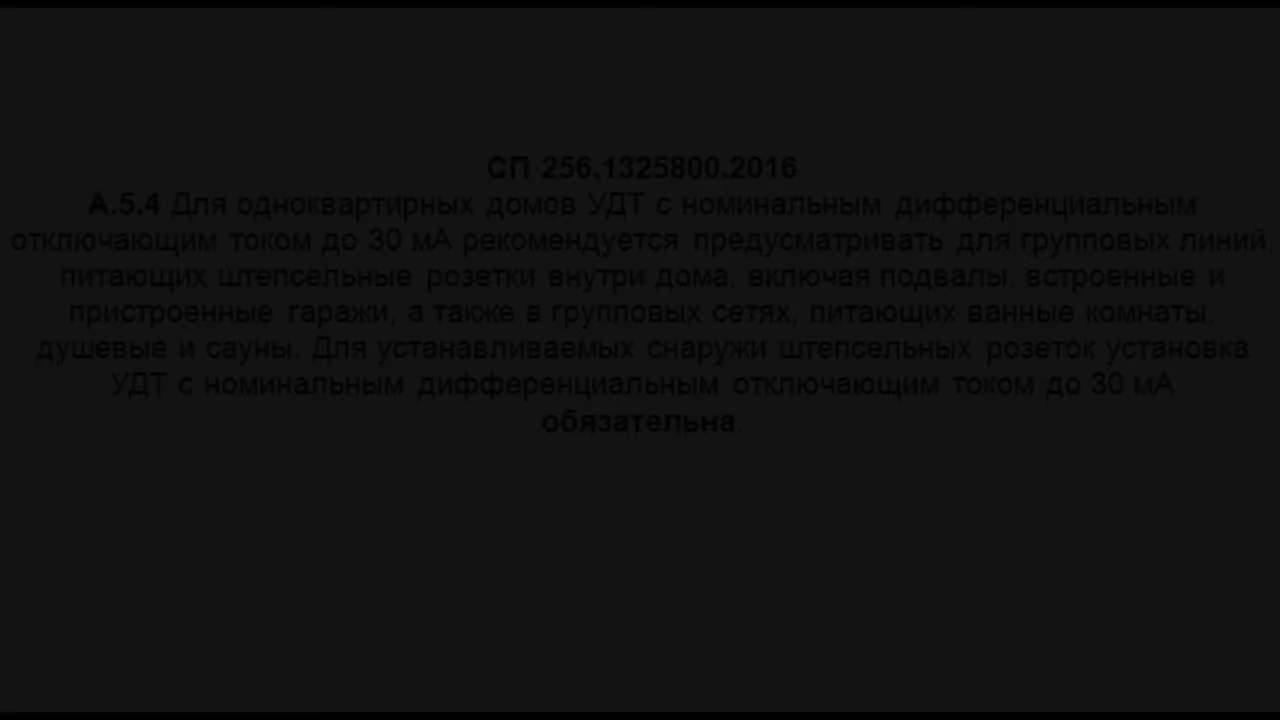 СП 256.1325800.2016
А.5.4 Для одноквартирных домов УДТ с номинальным дифференциальным
отключающим током до 30 мА рекомендуется предусматривать для групповых линий,
питающих штепсельные розетки внутри дома, включая подвалы, встроенные и
пристроенные гаражи, а также в групповых сетях, питающих ванные комнаты,
душевые и сауны. Для устанавливаемых снаружи штепсельных розеток установка
УДТ с номинальным дифференциальным отключающим током до 30 мА
обязательна.